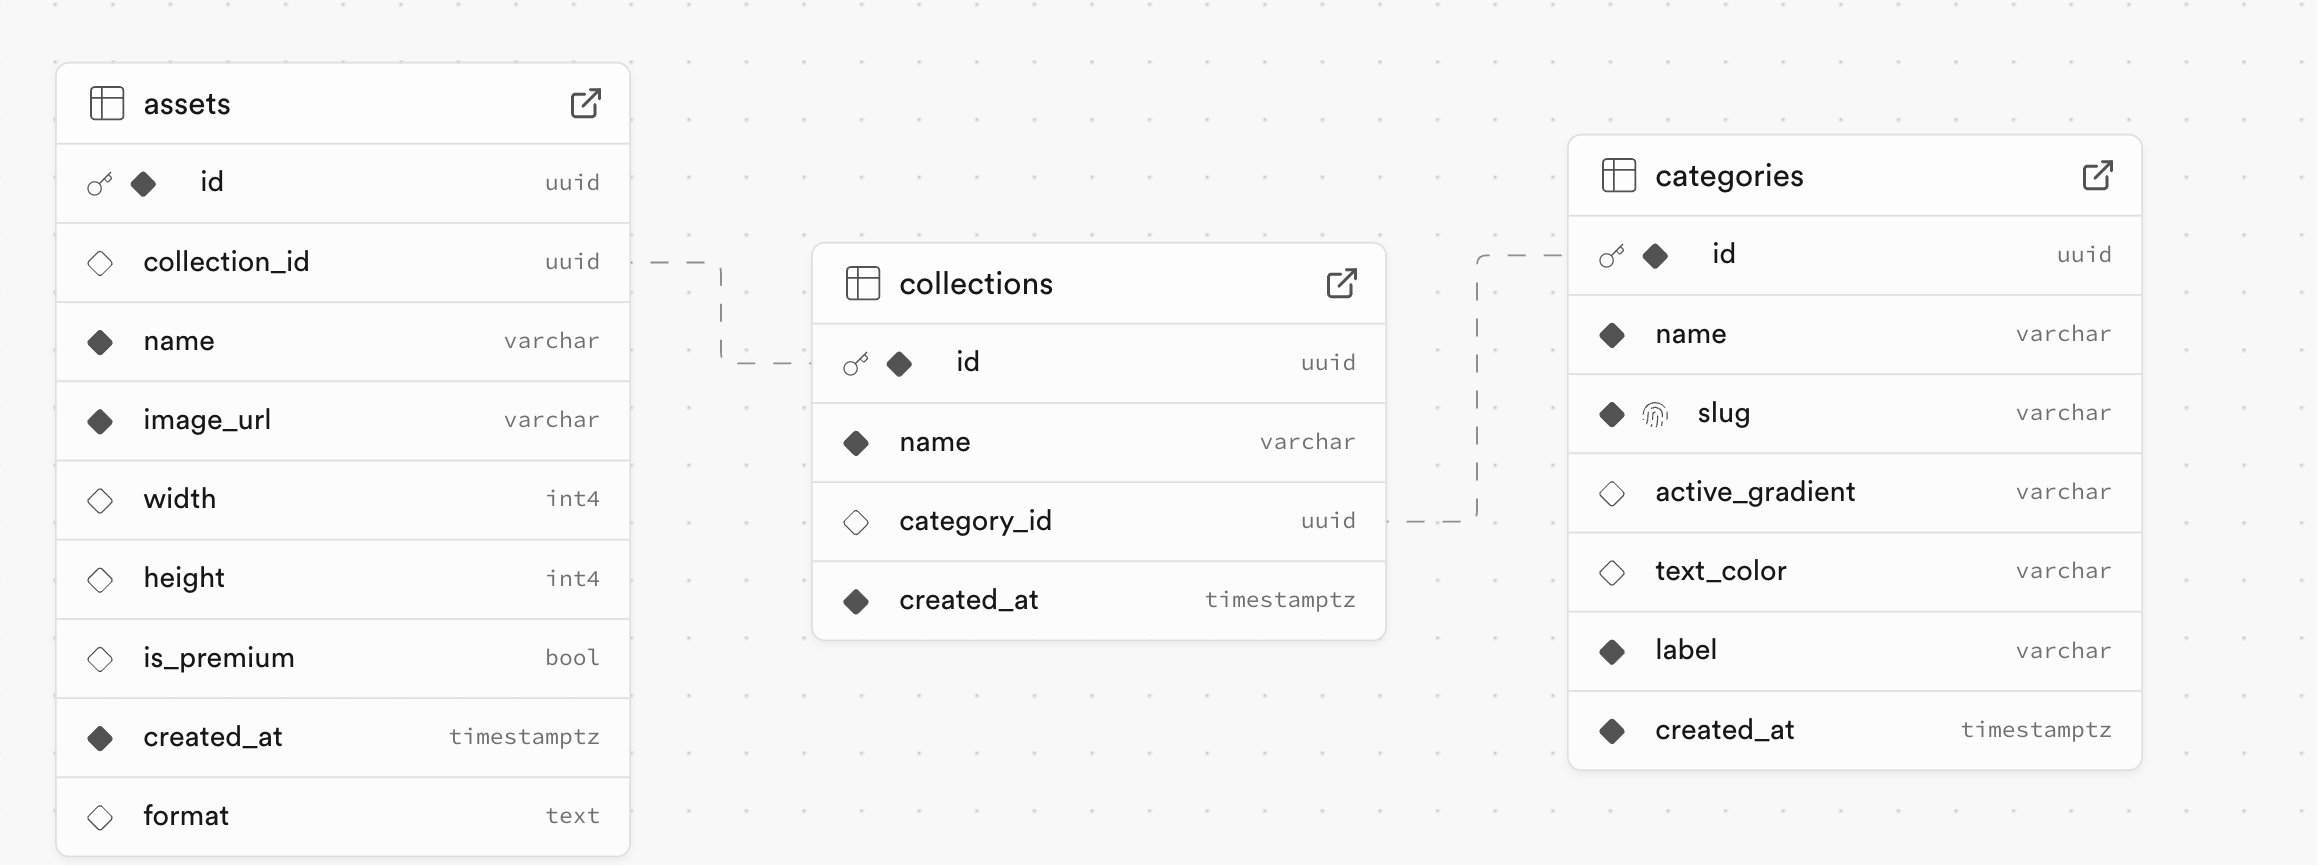 assets
id uuid
collection_id uuid
name varchar
image_url varchar
width int4
height int4
is_premium bool
created_at timestamptz
format text
collections
id uuid
name varchar
category_id uuid
created_at timestamptz
categories
id uuid
name varchar
slug varchar
active_gradient varchar
text_color varchar
label varchar
created_at timestamptz